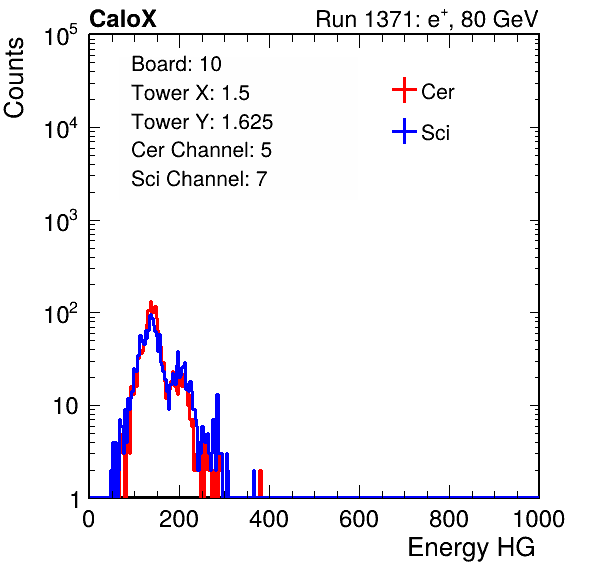 CaloX Run 1371: e⁺, 80 GeV
Counts
10⁵
10⁴
10³
10²
10
1
Board: 10
Tower X: 1.5
Tower Y: 1.625
Cer Channel: 5
Sci Channel: 7
Cer
Sci
0 200 400 600 800 1000
Energy HG